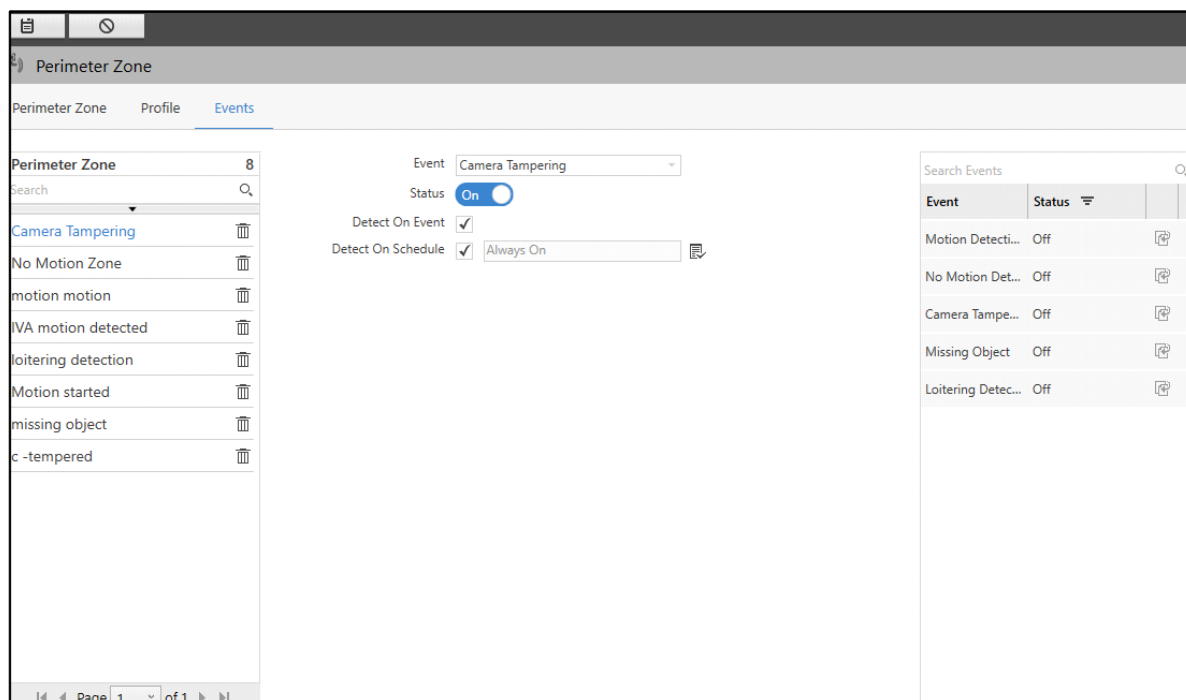 Perimeter Zone
Perimeter Zone Profile Events
Perimeter Zone 8
Search
Camera Tampering
No Motion Zone
motion motion
IVA motion detected
loitering detection
Motion started
missing object
c -tempered
Page 1 of 1
Event Camera Tampering
Status On
Detect On Event
Detect On Schedule Always On
Search Events
Event Status
Motion Detecti... Off
No Motion Det... Off
Camera Tampe... Off
Missing Object Off
Loitering Detec... Off